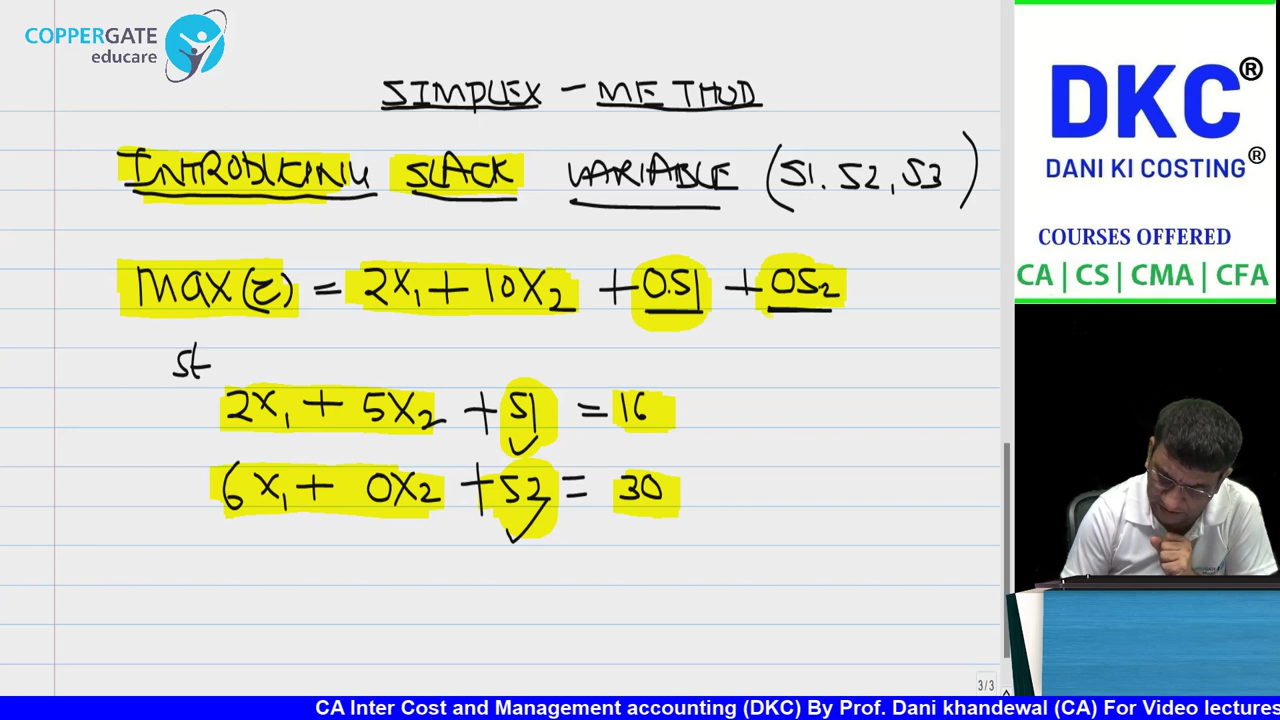 COPPERGATE
educare
SIMPLEX - METHOD
INTRODUCING SLACK VARIABLE (S1. S2, S3)
Max(Z) = 2X₁ + 10X₂ + 0.S1 + 0S₂
St
2X₁ + 5X₂ + S1 = 16
6X₁ + 0X₂ + S2 = 30
3/3
DKC®
DANI KI COSTING®
COURSES OFFERED
CA | CS | CMA | CFA
CA Inter Cost and Management accounting (DKC) By Prof. Dani khandewal (CA) For Video lectures